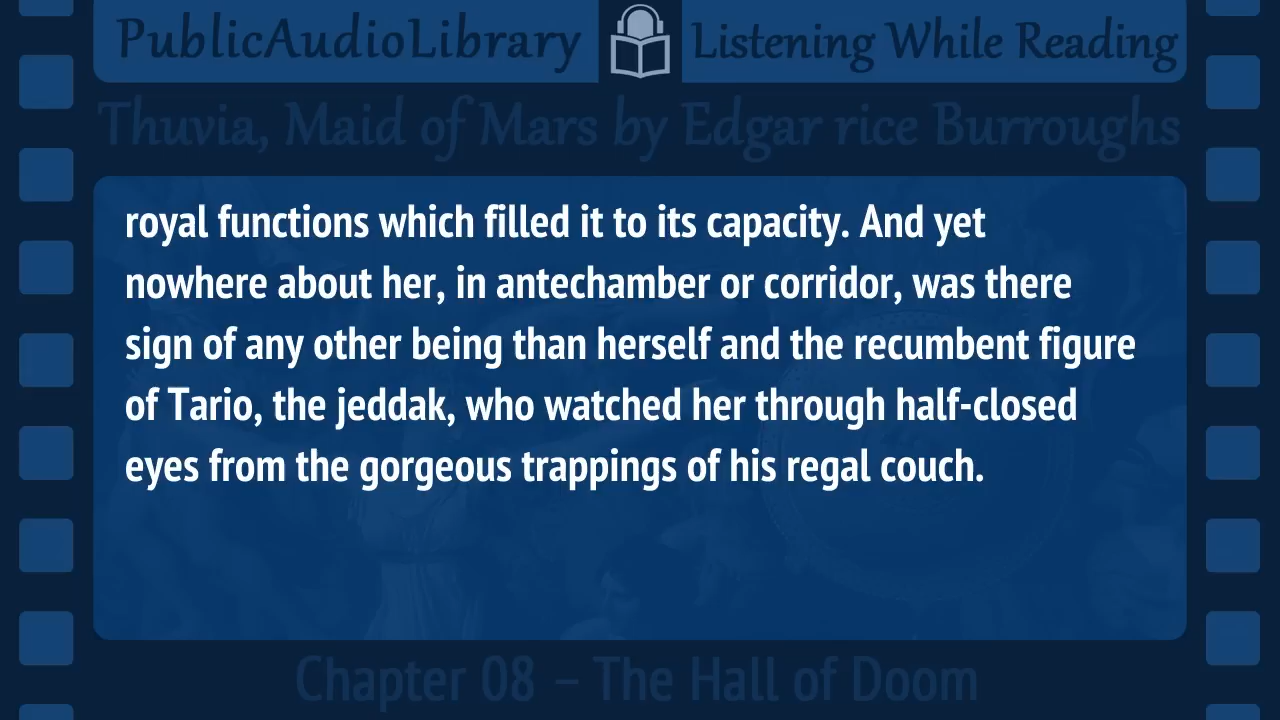 PublicAudioLibrary Listening While Reading
Thuvia, Maid of Mars by Edgar rice Burroughs
royal functions which filled it to its capacity. And yet
nowhere about her, in antechamber or corridor, was there
sign of any other being than herself and the recumbent figure
of Tario, the jeddak, who watched her through half-closed
eyes from the gorgeous trappings of his regal couch.
Chapter 08 – The Hall of Doom